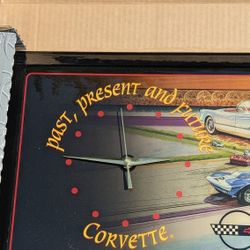 past, present and future
Corvette.